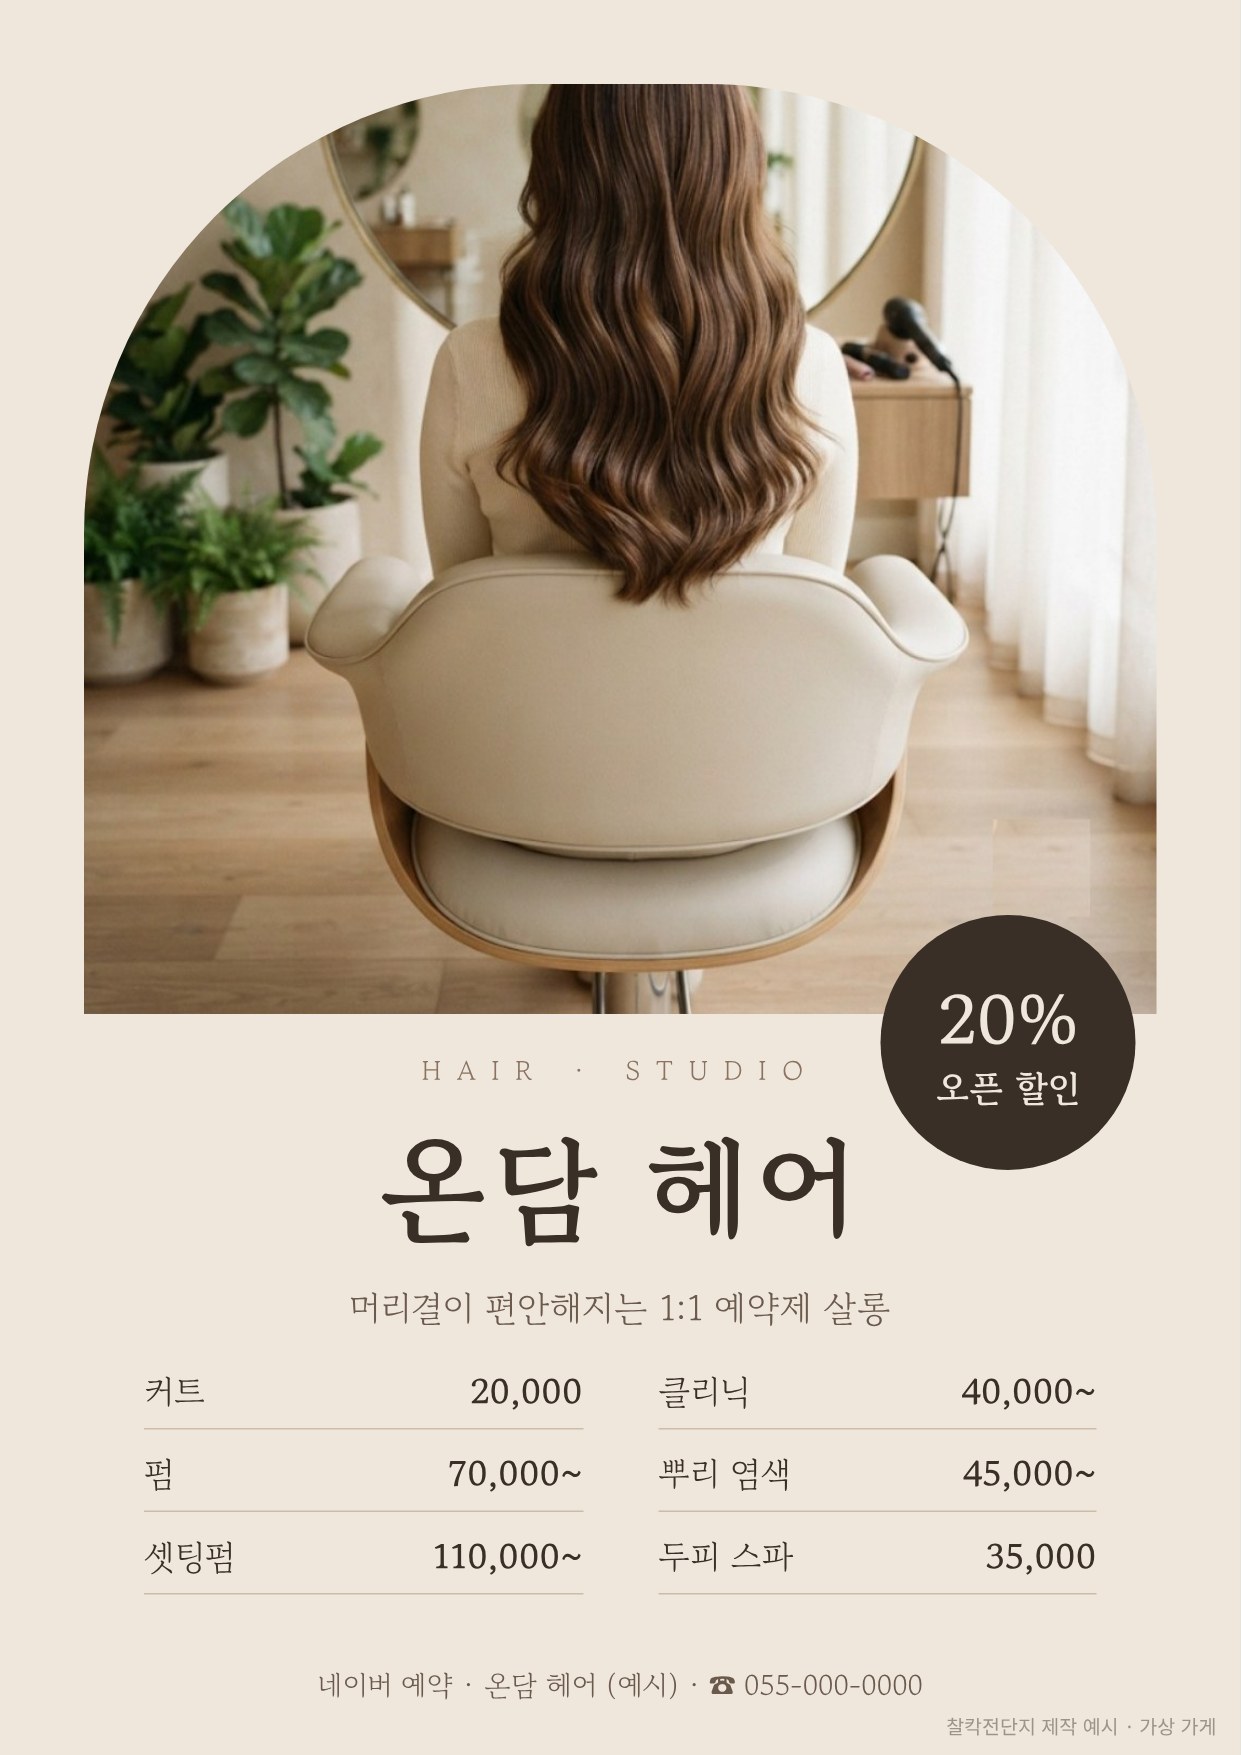 HAIR · STUDIO
20%
오픈 할인
온담 헤어
머리결이 편안해지는 1:1 예약제 살롱
커트 20,000
펌 70,000~
셋팅펌 110,000~
클리닉 40,000~
뿌리 염색 45,000~
두피 스파 35,000
네이버 예약 · 온담 헤어 (예시) · ☎ 055-000-0000
찰칵전단지 제작 예시 · 가상 가게